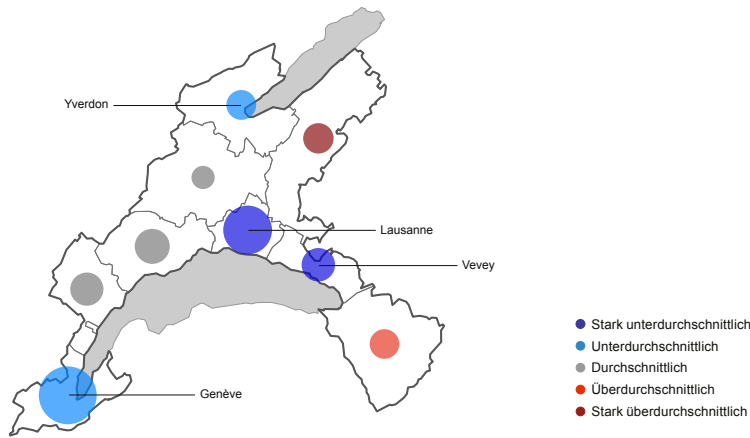 Yverdon
Lausanne
Vevey
Genève
Stark unterdurchschnittlich
Unterdurchschnittlich
Durchschnittlich
Überdurchschnittlich
Stark überdurchschnittlich